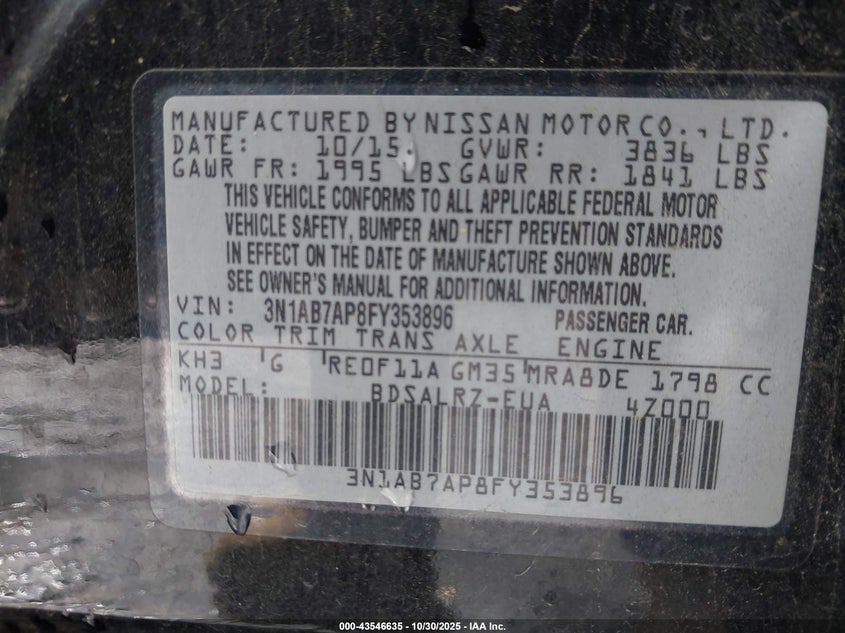 MANUFACTURED BY NISSAN MOTOR CO., LTD.
DATE: 10/15 GVWR: 3836 LBS
GAWR FR: 1995 LBS GAWR RR: 1841 LBS
THIS VEHICLE CONFORMS TO ALL APPLICABLE FEDERAL MOTOR
VEHICLE SAFETY, BUMPER AND THEFT PREVENTION STANDARDS
IN EFFECT ON THE DATE OF MANUFACTURE SHOWN ABOVE.
SEE OWNER'S MANUAL FOR ADDITIONAL INFORMATION.
VIN: 3N1AB7AP8FY353896 PASSENGER CAR.
COLOR TRIM TRANS AXLE ENGINE
KH3 G RE0F11A GM35 MRA8DE 1798 CC
MODEL: BDSALRZ-EUA 4Z000
3N1AB7AP8FY353896
000-43546635 - 10/30/2025 - IAA Inc.